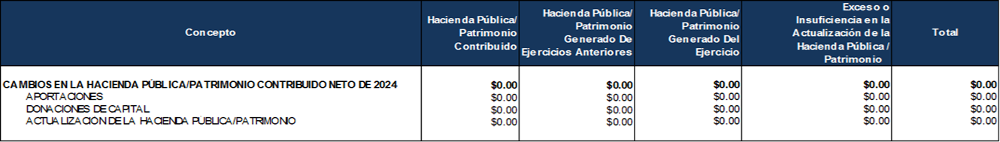 Concepto
Hacienda Pública/
Patrimonio
Contribuido
Hacienda Pública/
Patrimonio
Generado De
Ejercicios Anteriores
Hacienda Pública/
Patrimonio
Generado Del
Ejercicio
Exceso o
Insuficiencia en la
Actualización de la
Hacienda Pública /
Patrimonio
Total
CAMBIOS EN LA HACIENDA PÚBLICA/PATRIMONIO CONTRIBUIDO NETO DE 2024 $0.00 $0.00 $0.00 $0.00 $0.00
APORTACIONES $0.00 $0.00 $0.00 $0.00 $0.00
DONACIONES DE CAPITAL $0.00 $0.00 $0.00 $0.00 $0.00
ACTUALIZACIÓN DE LA HACIENDA PÚBLICA/PATRIMONIO $0.00 $0.00 $0.00 $0.00 $0.00